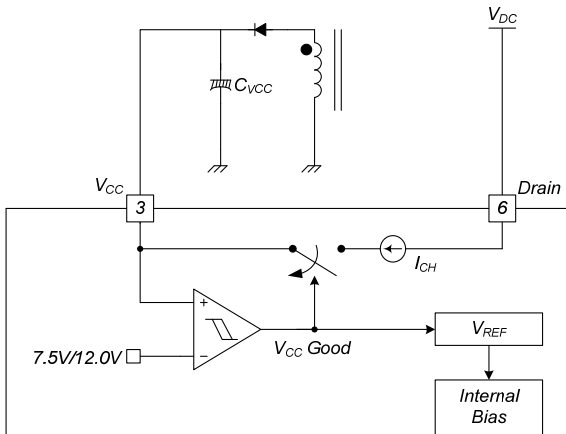 V_DC
C_VCC
V_CC
Drain
3
6
I_CH
+
7.5V/12.0V
−
V_CC Good
V_REF
Internal
Bias